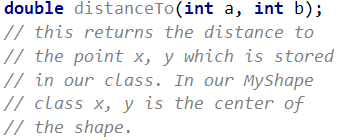 double distanceTo(int a, int b);
// this returns the distance to
// the point x, y which is stored
// in our class. In our MyShape
// class x, y is the center of
// the shape.